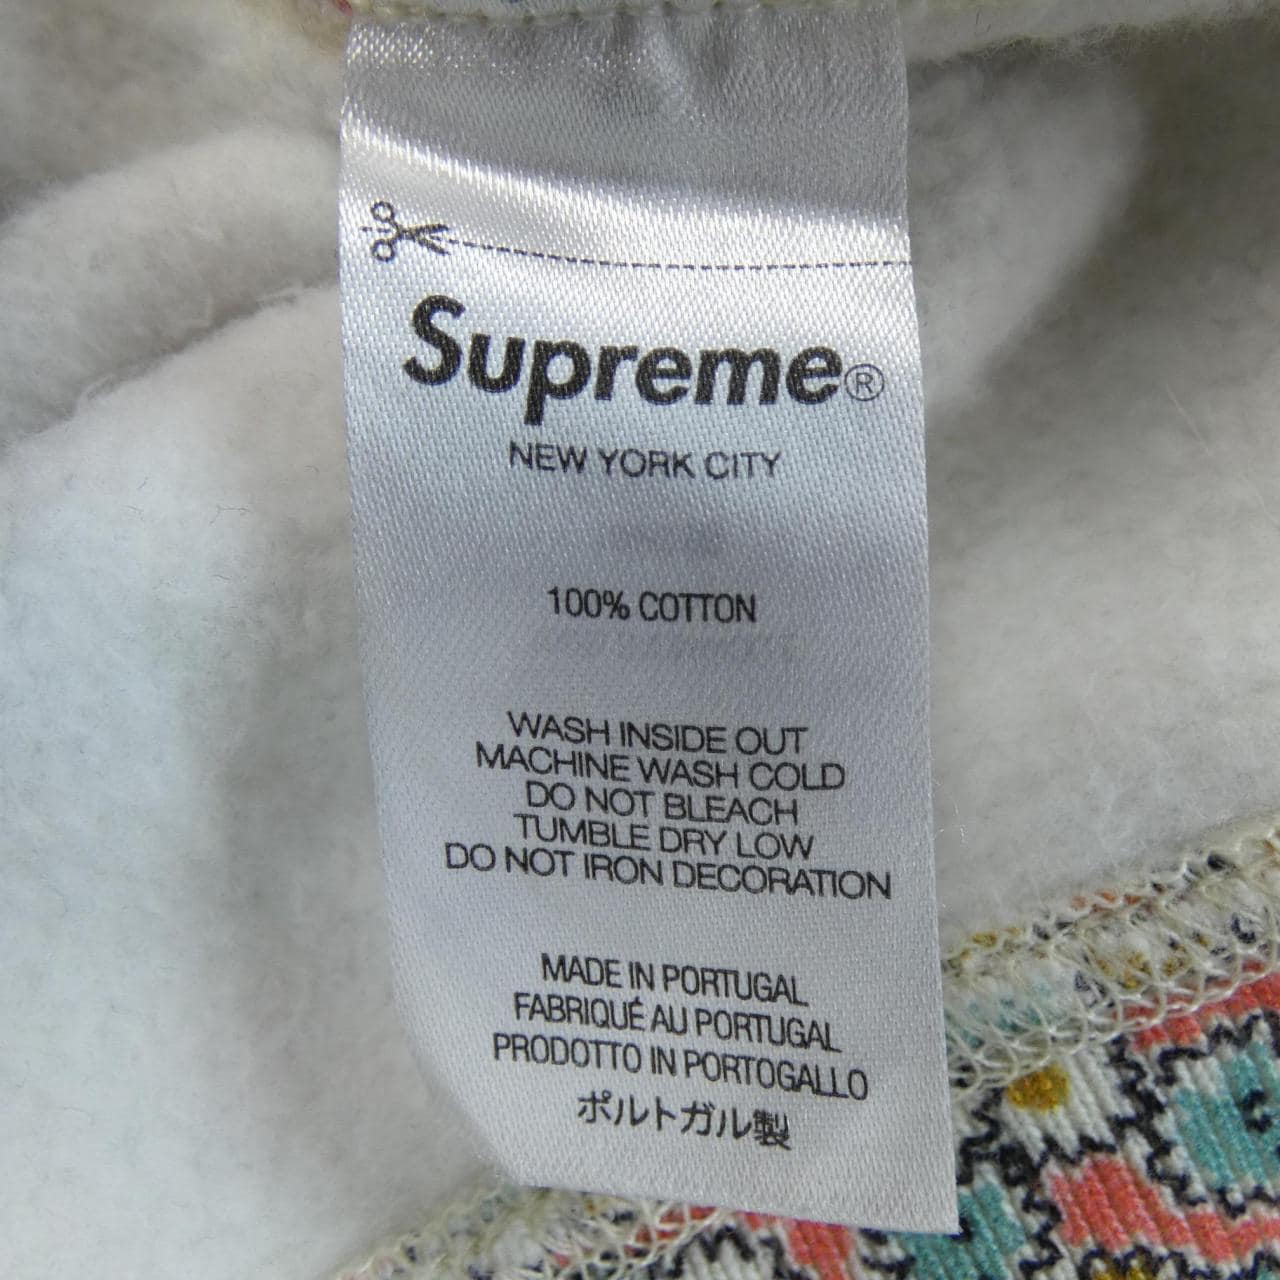 Supreme®
NEW YORK CITY
100% COTTON
WASH INSIDE OUT
MACHINE WASH COLD
DO NOT BLEACH
TUMBLE DRY LOW
DO NOT IRON DECORATION
MADE IN PORTUGAL
FABRIQUÉ AU PORTUGAL
PRODOTTO IN PORTOGALLO
ポルトガル製